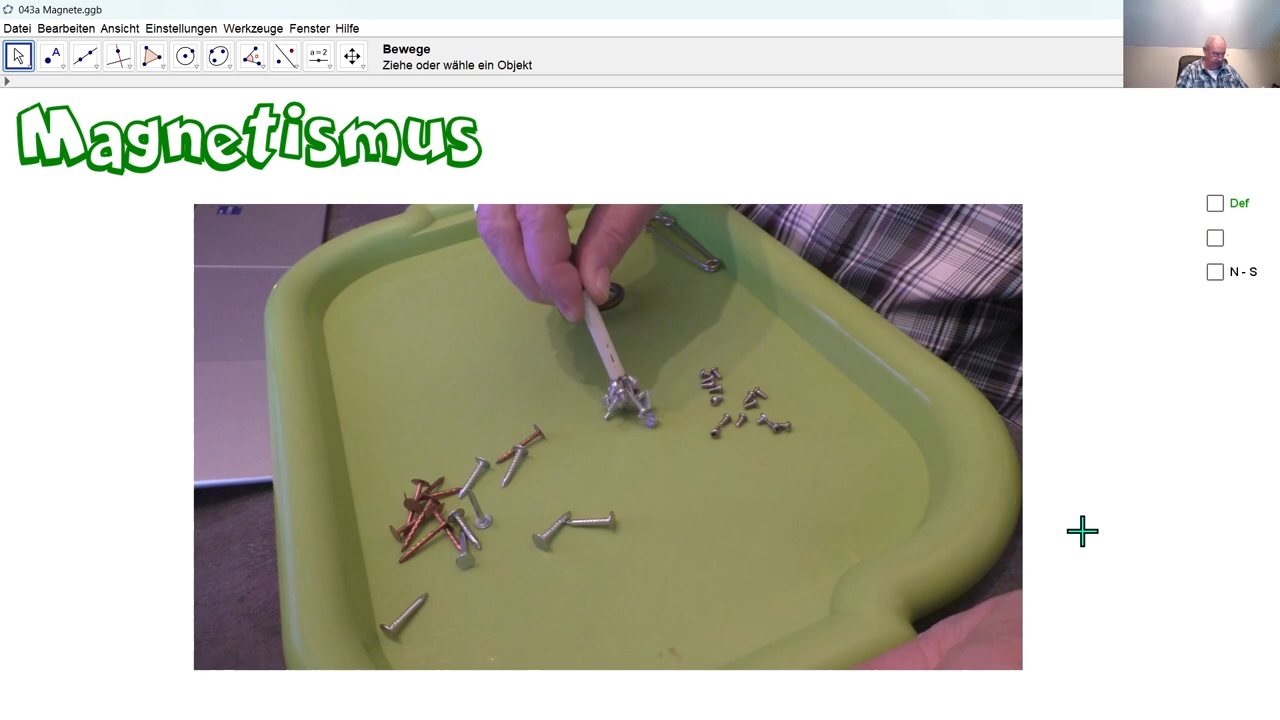 043a Magnete.ggb
Datei Bearbeiten Ansicht Einstellungen Werkzeuge Fenster Hilfe
A
a=2
Bewege
Ziehe oder wähle ein Objekt
Magnetismus
Def
N - S